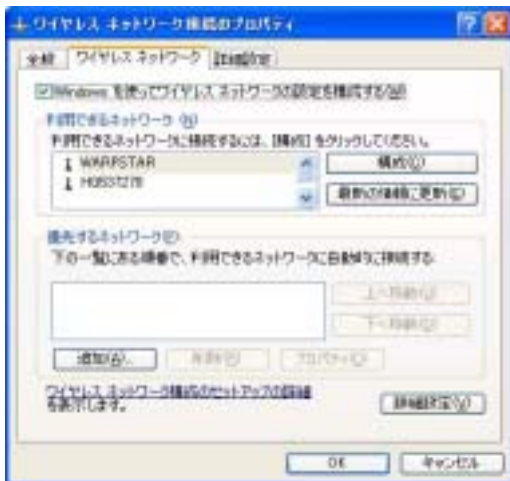 ワイヤレス ネットワーク接続のプロパティ
全般
ワイヤレス ネットワーク
詳細設定
Windows を使ってワイヤレス ネットワークの設定を構成する(W)
利用できるネットワーク(N)
利用できるネットワークに接続するには、[構成] をクリックしてください。
WARPSTAR
構成(C)
最新の情報に更新(E)
優先するネットワーク(P)
下の一覧にある順番で、利用できるネットワークに自動的に接続する:
上へ移動(U)
下へ移動(D)
追加(A)...
削除(R)
プロパティ(O)
ワイヤレス ネットワーク構成のセットアップの詳細
を表示します。
詳細設定(V)
OK
キャンセル